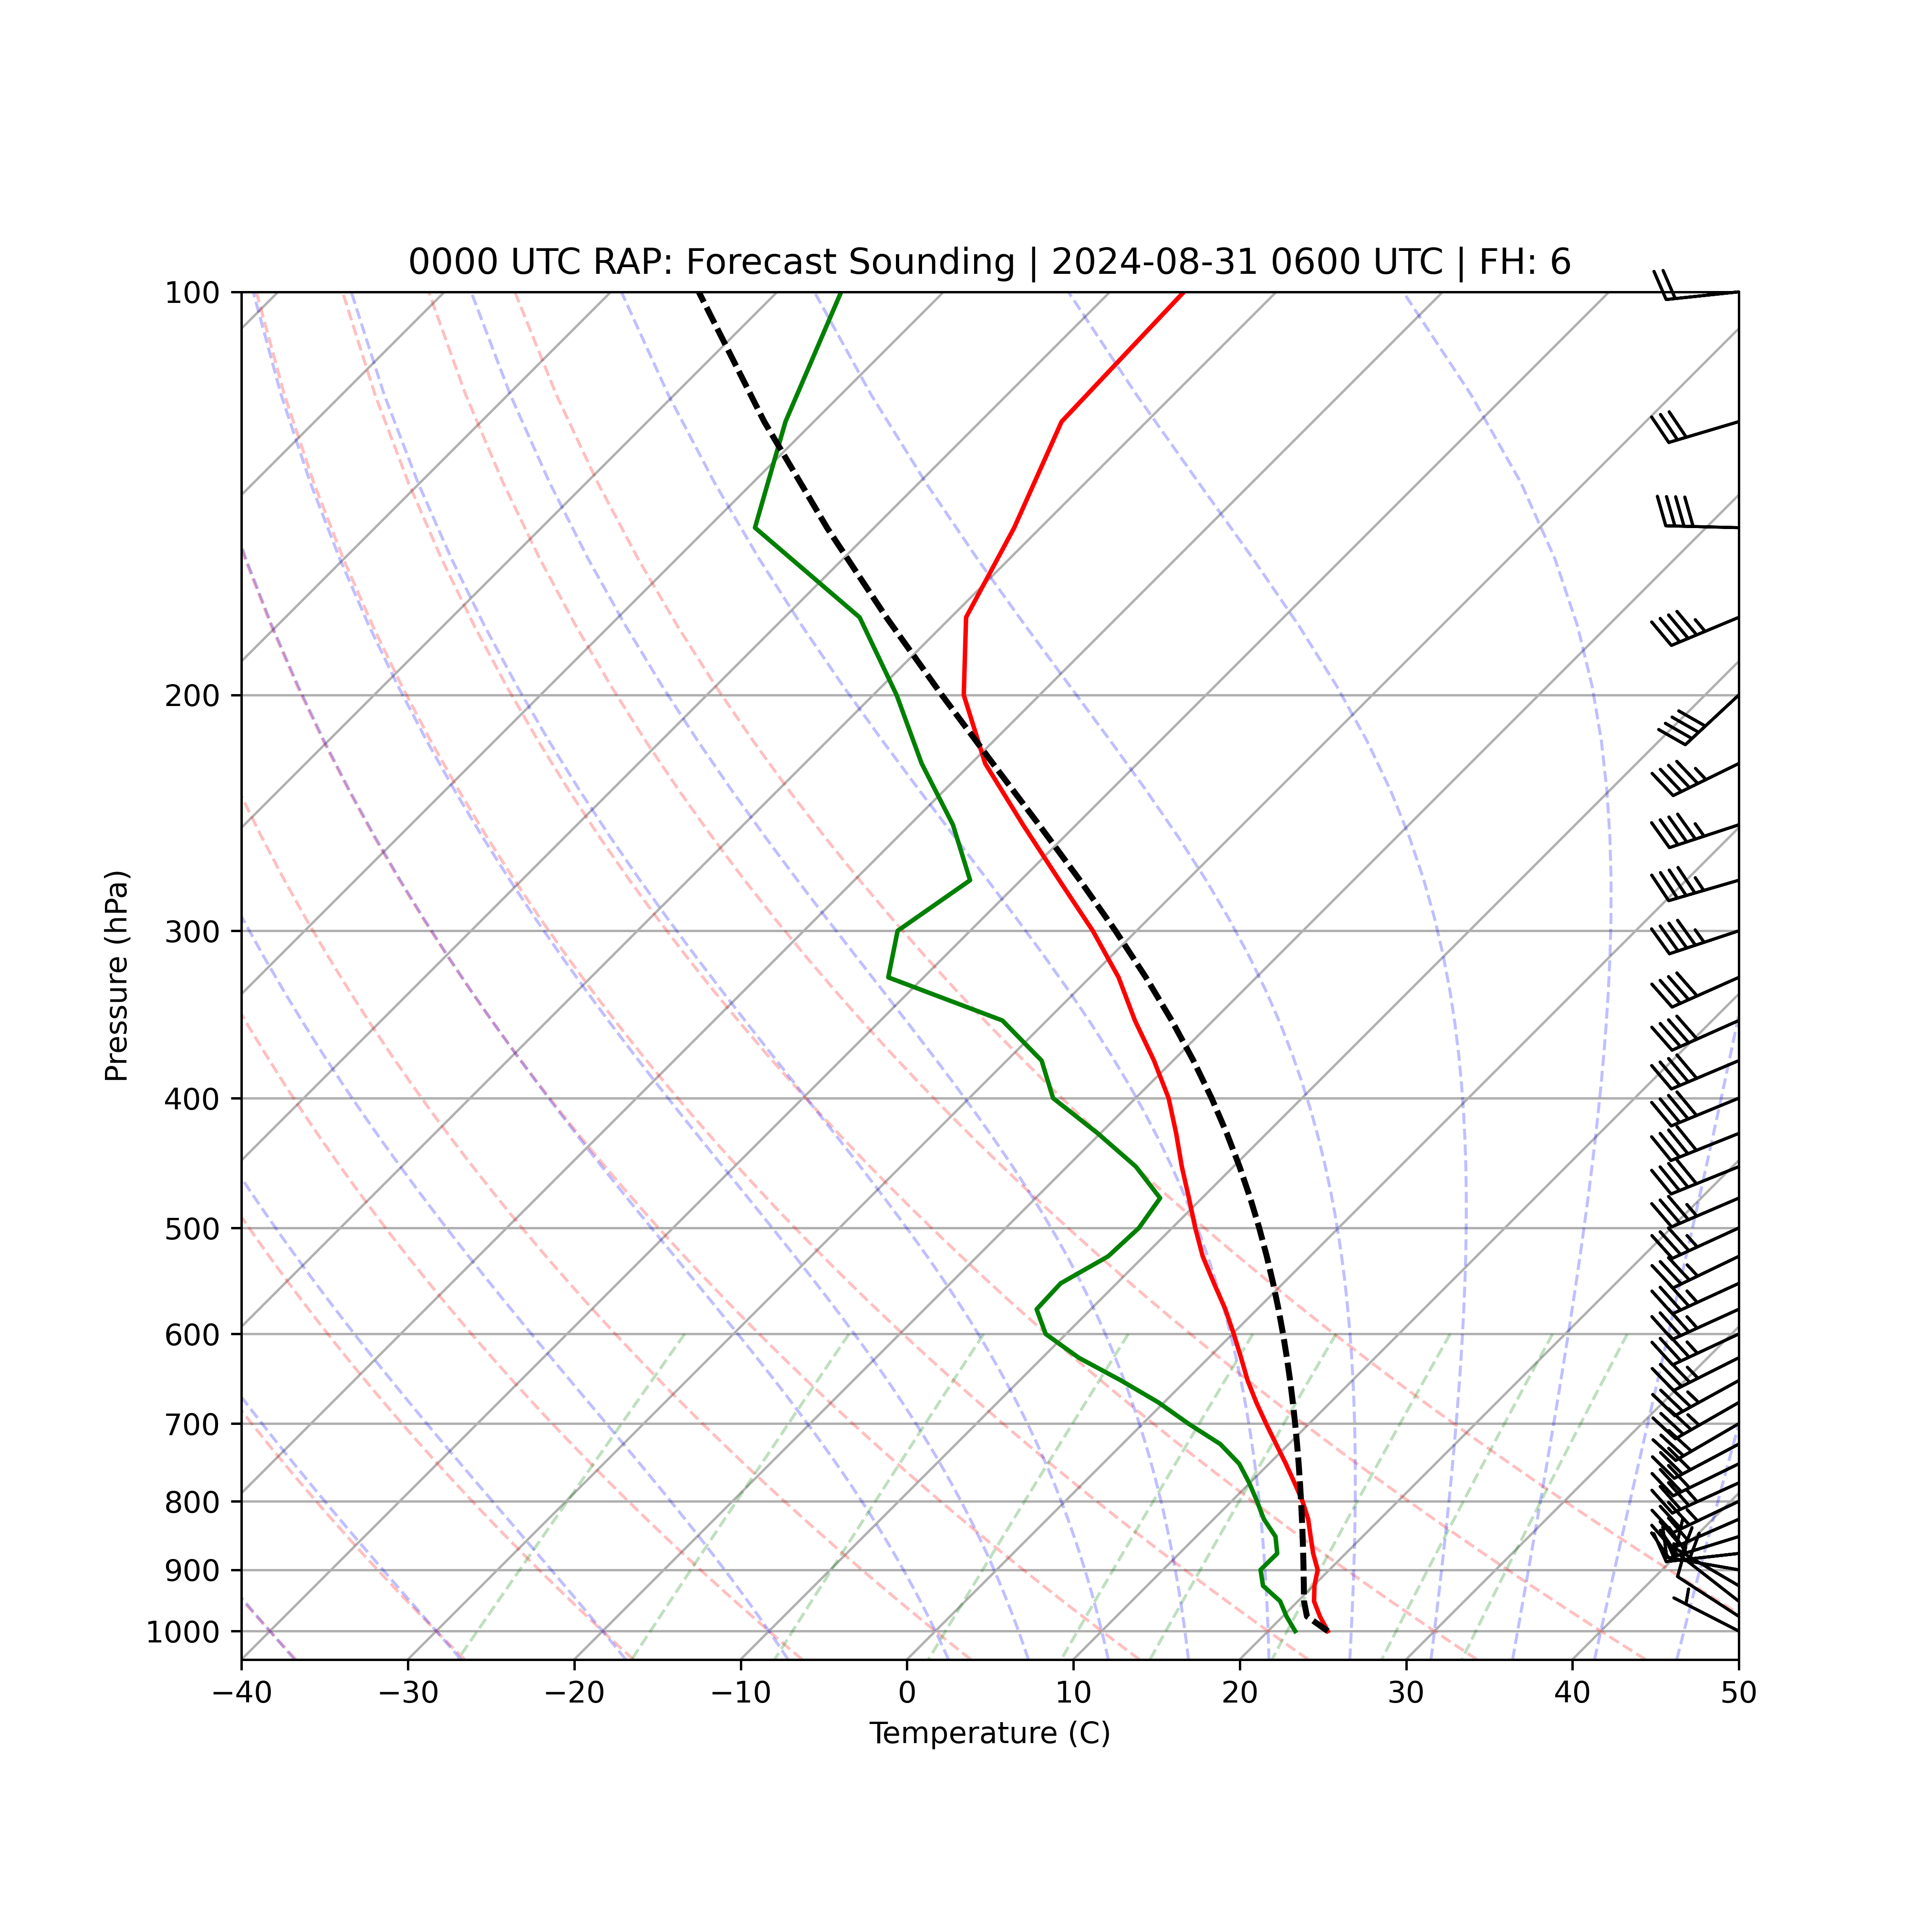 0000 UTC RAP: Forecast Sounding | 2024-08-31 0600 UTC | FH: 6
100
200
300
400
500
600
700
800
900
1000
Pressure (hPa)
−40 −30 −20 −10 0 10 20 30 40 50
Temperature (C)